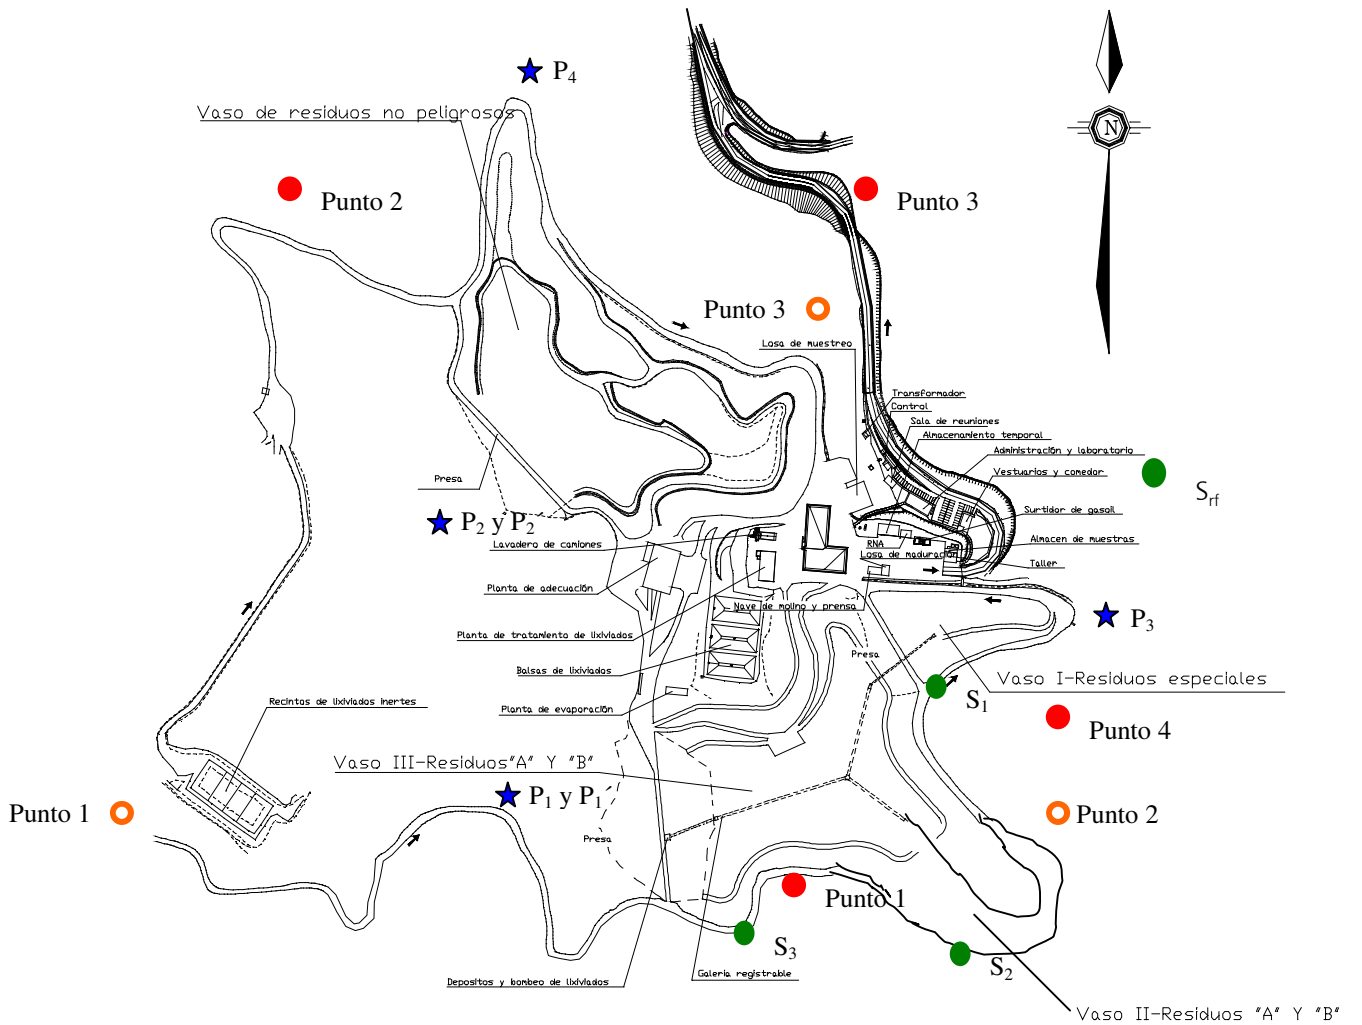 P4
Vaso de residuos no peligrosos
N
Punto 2
Punto 3
Punto 3
Losa de muestreo
Transformador
Control
Sala de reuniones
Almacenamiento temporal
Administración y laboratorio
Vestuarios y comedor
Srf
Presa
Surtidor de gasoil
P2 y P2´
Lavadero de camiones
RNA
Almacen de muestras
Losa de maduración
Taller
Planta de adecuación
Nave de molino y prensa
P3
Planta de tratamiento de lixiviados
Presa
Balsas de lixiviados
Vaso I-Residuos especiales
S1
Recintos de lixiviados inertes
Planta de evaporación
Punto 4
Vaso III-Residuos"A" Y "B"
P1 y P1´
Punto 1
Punto 2
Presa
Punto 1
S3
S2
Depositos y bombeo de lixiviados
Galeria registrable
Vaso II-Residuos "A" Y "B"